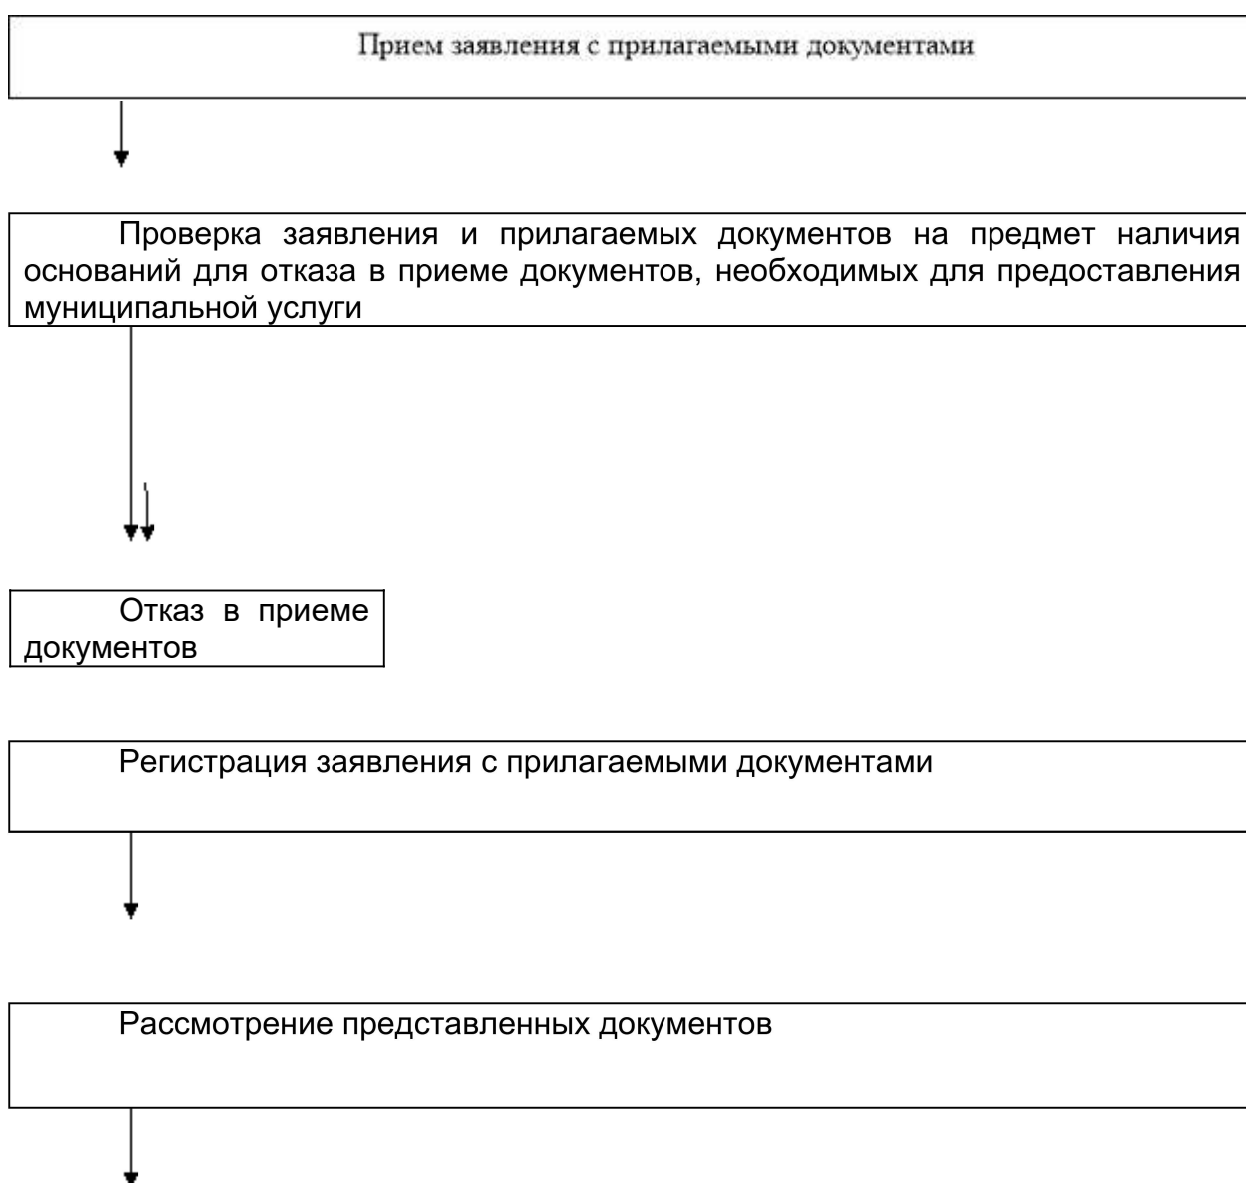 Прием заявления с прилагаемыми документами
Проверка заявления и прилагаемых документов на предмет наличия
оснований для отказа в приеме документов, необходимых для предоставления
муниципальной услуги
Отказ в приеме
документов
Регистрация заявления с прилагаемыми документами
Рассмотрение представленных документов